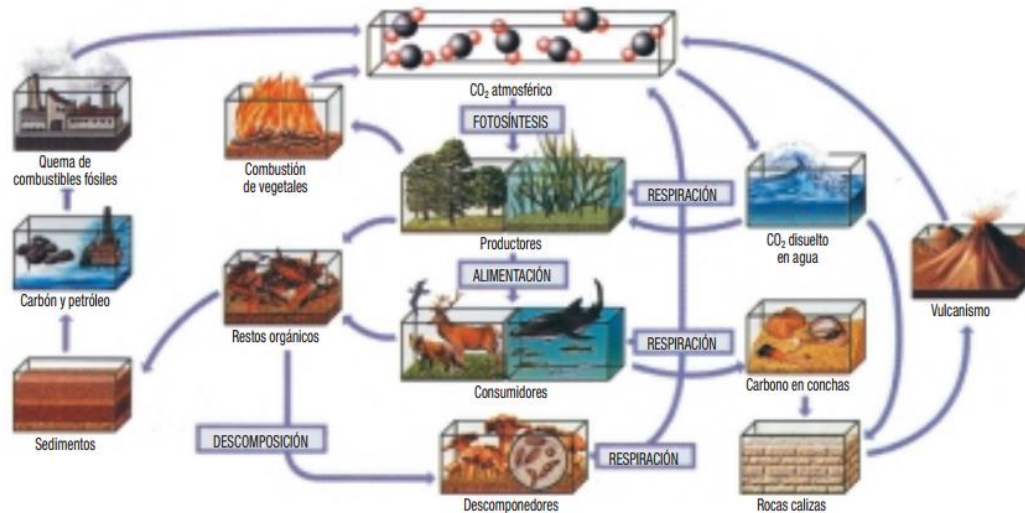 CO₂ atmosférico
FOTOSÍNTESIS
Quema de
combustibles fósiles
Combustión
de vegetales
RESPIRACIÓN
Productores
CO₂ disuelto
en agua
Carbón y petróleo
ALIMENTACIÓN
Vulcanismo
Restos orgánicos
RESPIRACIÓN
Consumidores
Carbono en conchas
Sedimentos
DESCOMPOSICIÓN
RESPIRACIÓN
Descomponedores
Rocas calizas